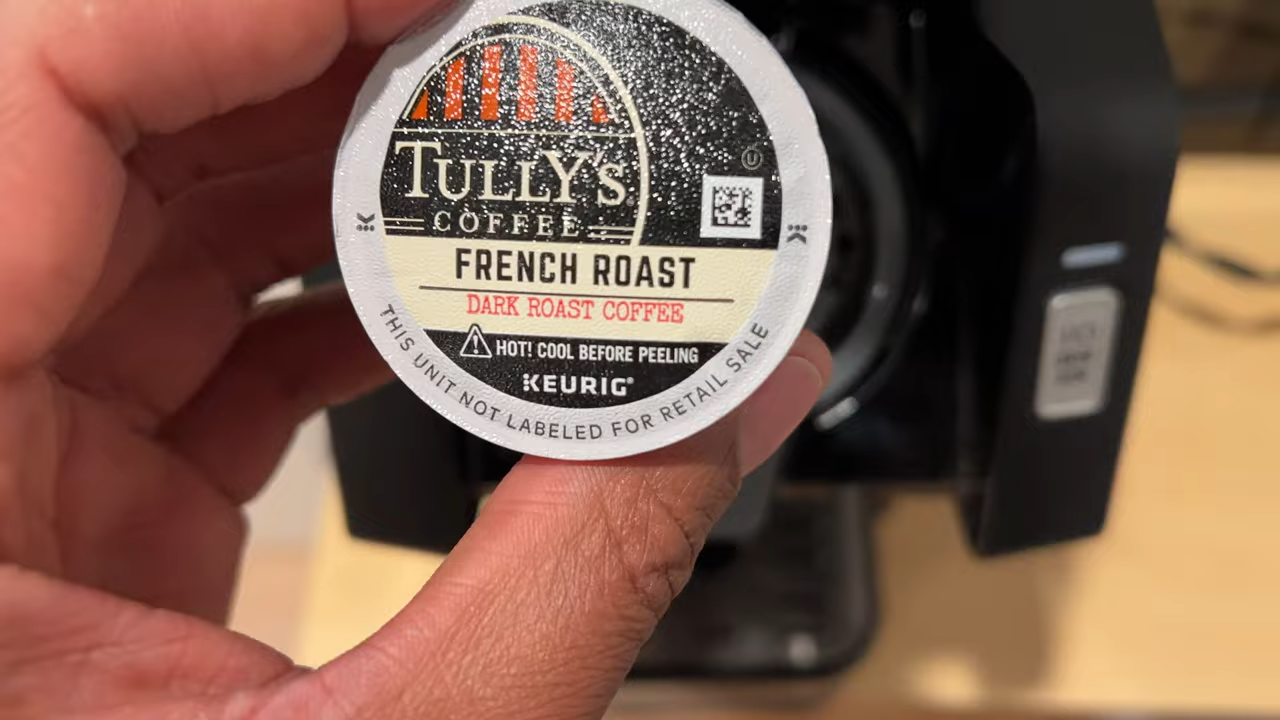 TULLY'S
COFFEE
U
FRENCH ROAST
DARK ROAST COFFEE
HOT! COOL BEFORE PEELING
KEURIG®
THIS UNIT NOT LABELED FOR RETAIL SALE